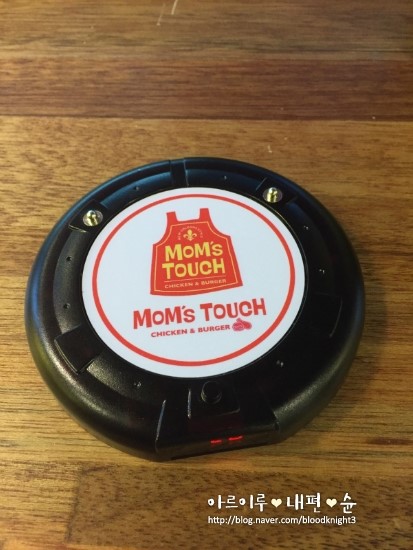 MOM'S
TOUCH
CHICKEN & BURGER
MOM'S TOUCH
CHICKEN & BURGER
아르이루❤내편❤순
http://blog.naver.com/bloodknight3